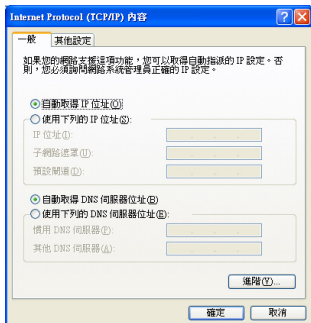 Internet Protocol (TCP/IP) 內容
一般 其他設定
如果您的網路支援這項功能，您可以取得自動指派的 IP 設定。否
則，您必須詢問網路系統管理員正確的 IP 設定。
自動取得 IP 位址(O)
使用下列的 IP 位址(S):
IP 位址(I):
子網路遮罩(U):
預設閘道(D):
自動取得 DNS 伺服器位址(B)
使用下列的 DNS 伺服器位址(E):
慣用 DNS 伺服器(P):
其他 DNS 伺服器(A):
進階(V)...
確定 取消